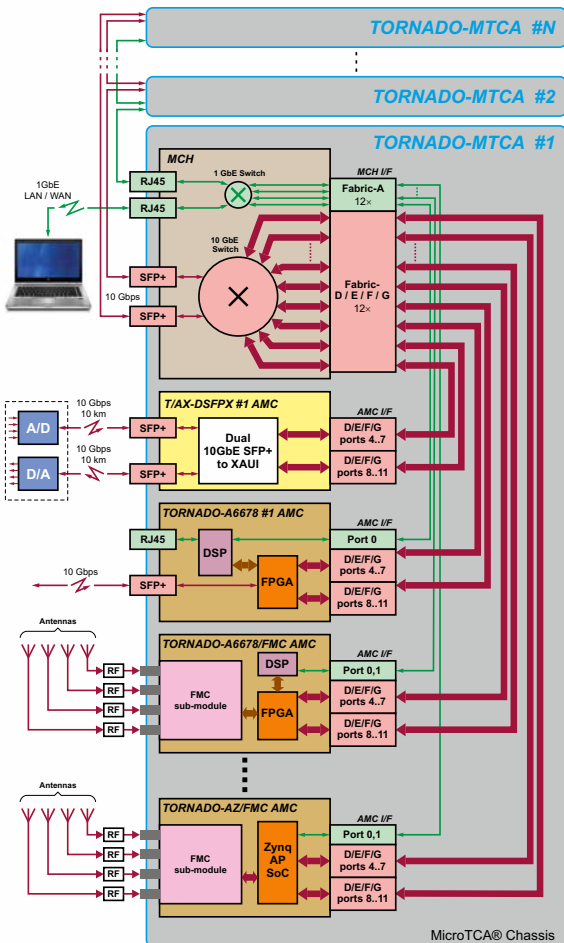 TORNADO-MTCA #N
TORNADO-MTCA #2
TORNADO-MTCA #1
MCH
1 GbE Switch
MCH I/F
1GbE
LAN / WAN
RJ45
RJ45
Fabric-A
12×
10 GbE
Switch
SFP+
10 Gbps
SFP+
Fabric-
D / E / F / G
12×
T/AX-DSFPX #1 AMC
AMC I/F
10 Gbps
10 km
A/D
SFP+
Dual
10GbE SFP+
to XAUI
D/E/F/G
ports 4..7
10 Gbps
10 km
D/A
SFP+
D/E/F/G
ports 8..11
TORNADO-A6678 #1 AMC
AMC I/F
RJ45
DSP
Port 0
D/E/F/G
ports 4..7
10 Gbps
SFP+
FPGA
D/E/F/G
ports 8..11
Antennas
TORNADO-A6678/FMC AMC
AMC I/F
RF
RF
RF
RF
FMC
sub-module
DSP
FPGA
Port 0,1
D/E/F/G
ports 4..7
D/E/F/G
ports 8..11
Antennas
TORNADO-AZ/FMC AMC
AMC I/F
RF
RF
RF
RF
FMC
sub-module
Zynq
AP
SoC
Port 0,1
D/E/F/G
ports 4..7
D/E/F/G
ports 8..11
MicroTCA® Chassis